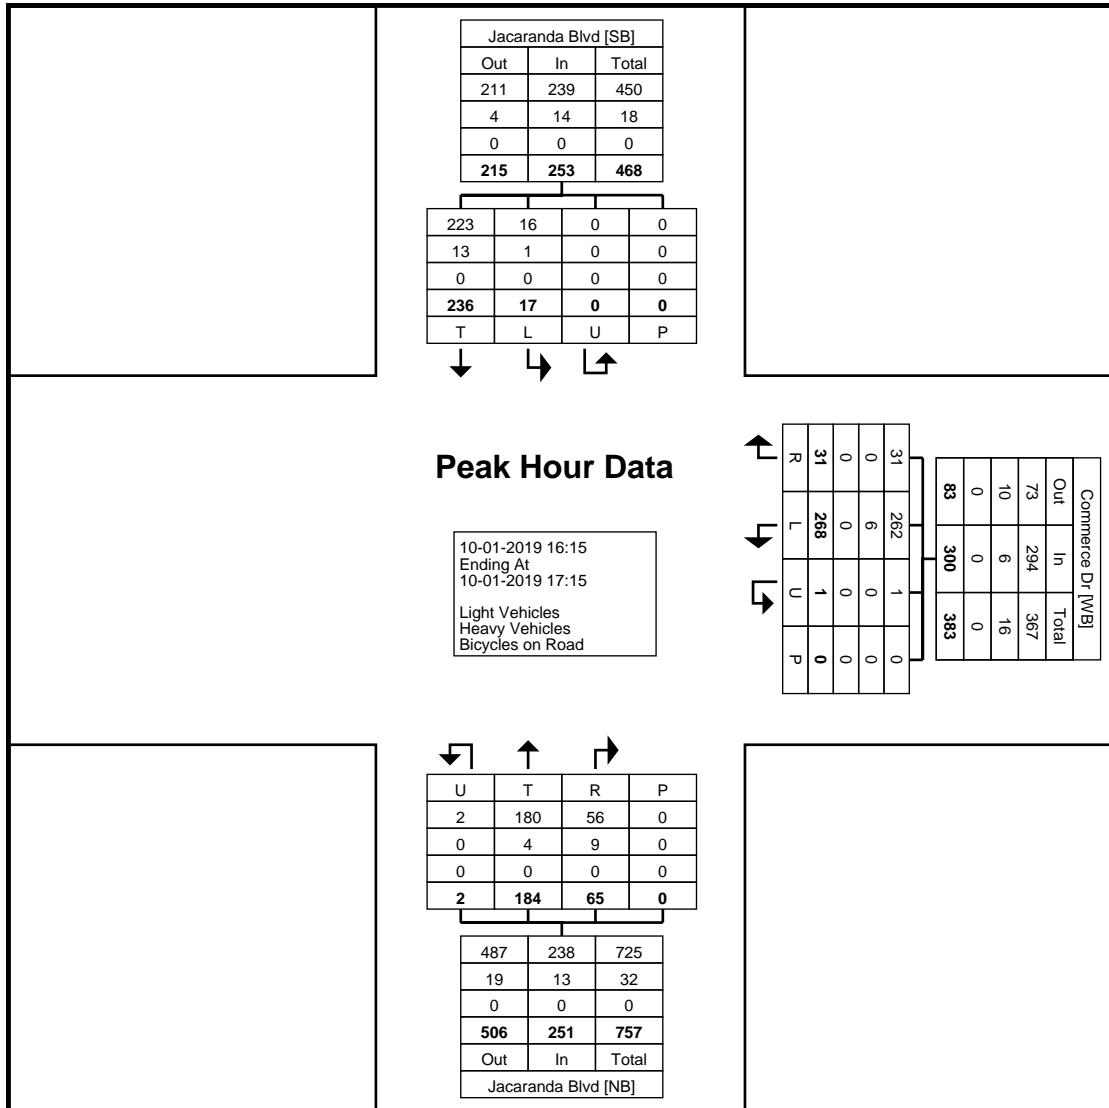 Jacaranda Blvd [SB]
Out In Total
211 239 450
4 14 18
0 0 0
215 253 468
223 16 0 0
13 1 0 0
0 0 0 0
236 17 0 0
T L U P
Peak Hour Data
10-01-2019 16:15
Ending At
10-01-2019 17:15
Light Vehicles
Heavy Vehicles
Bicycles on Road
Commerce Dr [WB]
Out In Total
73 294 367
10 6 16
0 0 0
83 300 383
31 262 1 0
0 6 0 0
0 0 0 0
31 268 1 0
R L U P
U T R P
2 180 56 0
0 4 9 0
0 0 0 0
2 184 65 0
487 238 725
19 13 32
0 0 0
506 251 757
Out In Total
Jacaranda Blvd [NB]